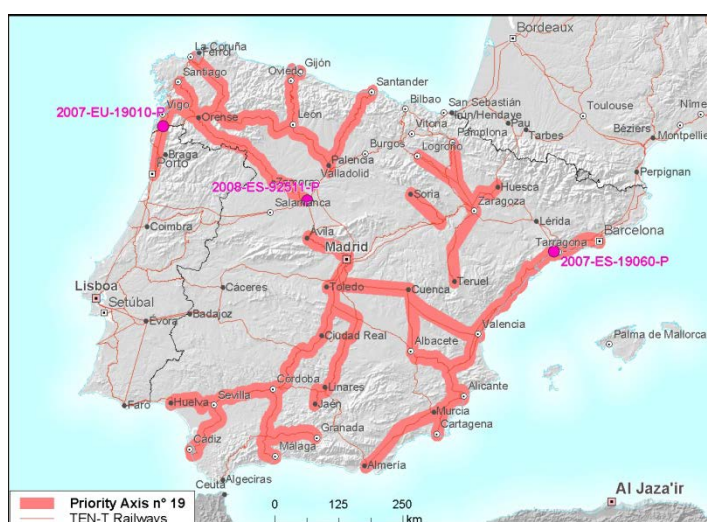 Bordeaux
La Coruña
Ferrol
Gijón
Oviedo
Santiago
Santander
Bilbao
San Sebastián
Irún/Hendaye
Toulouse
Nîme
Vitoria
Pau
Tarbes
Béziers
Montpellier
2007-EU-19010-P
Vigo
Orense
León
Burgos
Logroño
Pamplona
Perpignan
Braga
Porto
Palencia
Valladolid
2008-ES-92511-P
Salamanca
Soria
Huesca
Zaragoza
Lérida
Barcelona
Tarragona
2007-ES-19060-P
Coimbra
Ávila
Madrid
Teruel
Lisboa
Setúbal
Cáceres
Toledo
Cuenca
Évora
Badajoz
Ciudad Real
Albacete
Valencia
Palma de Mallorca
Faro
Huelva
Sevilla
Córdoba
Linares
Jaén
Alicante
Murcia
Cartagena
Cádiz
Málaga
Granada
Almería
Algeciras
Ceuta
Al Jaza'ir
Priority Axis n° 19
TEN-T Railways
0 125 250
km